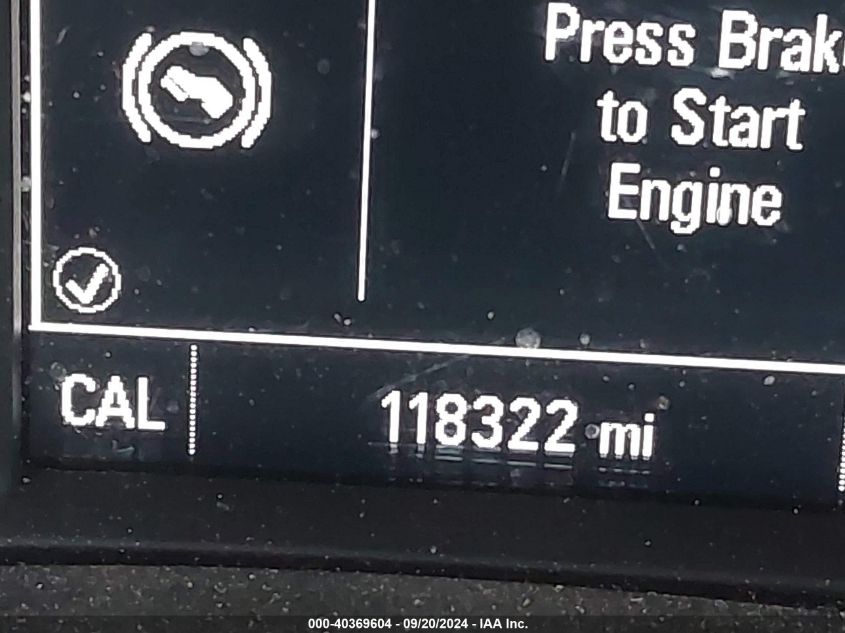 Press Brak
to Start
Engine
CAL
118322 mi
000-40369604 - 09/20/2024 - IAA Inc.